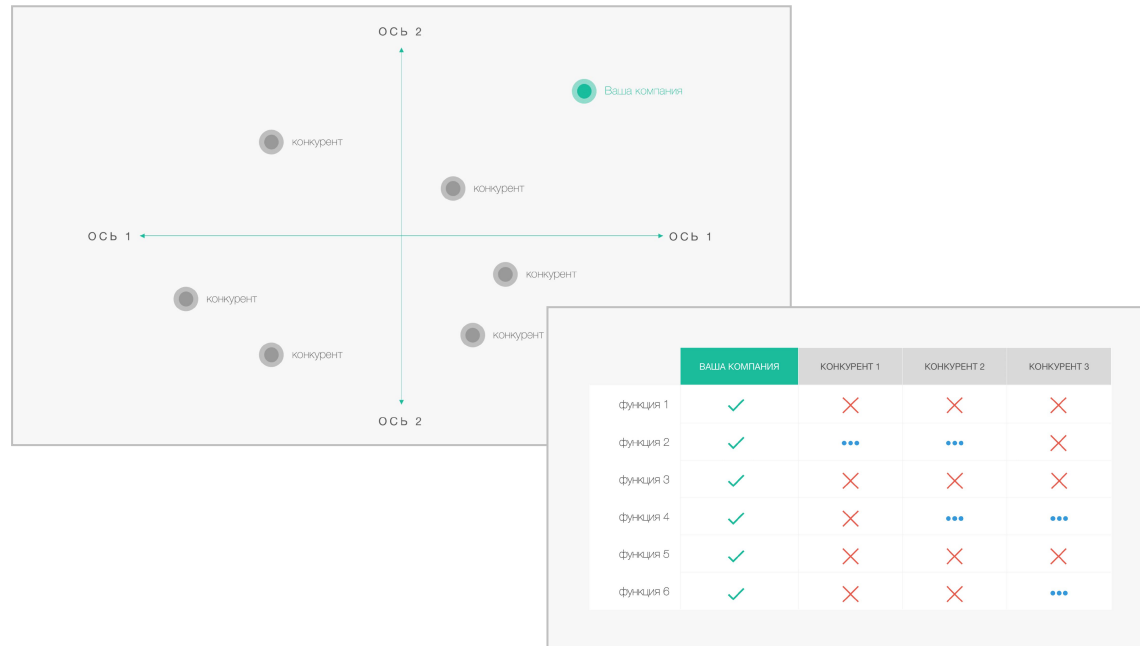 ОСЬ 2
Ваша компания
конкурент
конкурент
ОСЬ 1
ОСЬ 1
конкурент
конкурент
конкурент
конкурент
ОСЬ 2
ВАША КОМПАНИЯ КОНКУРЕНТ 1 КОНКУРЕНТ 2 КОНКУРЕНТ 3
функция 1
функция 2
функция 3
функция 4
функция 5
функция 6